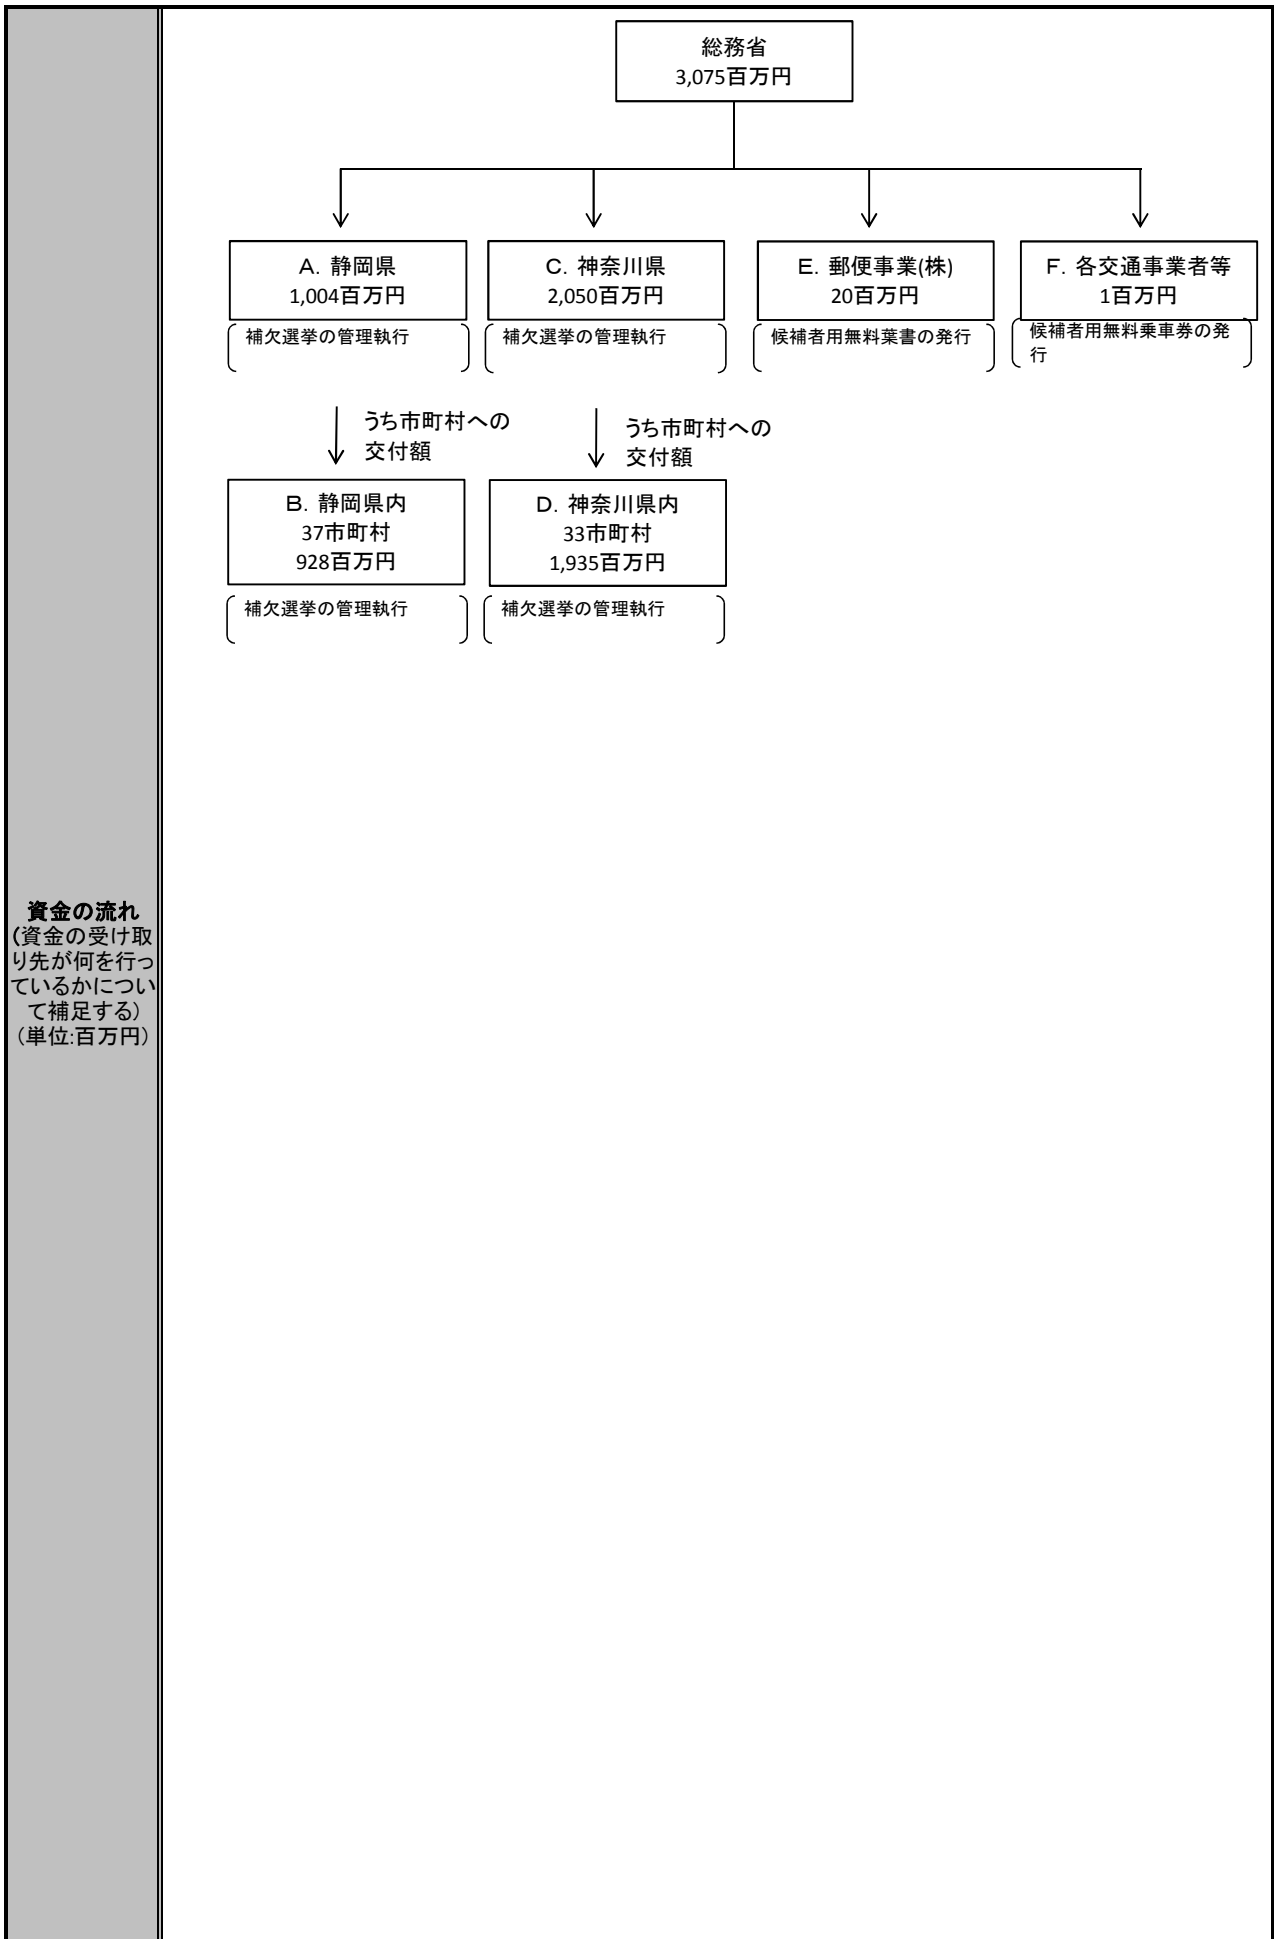 総務省
3,075百万円
A．静岡県
1,004百万円
補欠選挙の管理執行
C．神奈川県
2,050百万円
補欠選挙の管理執行
E．郵便事業(株)
20百万円
候補者用無料葉書の発行
F．各交通事業者等
1百万円
候補者用無料乗車券の発
行
うち市町村への
交付額
うち市町村への
交付額
B．静岡県内
37市町村
928百万円
補欠選挙の管理執行
D．神奈川県内
33市町村
1,935百万円
補欠選挙の管理執行
資金の流れ
(資金の受け取
り先が何を行っ
ているかについ
て補足する)
(単位:百万円)